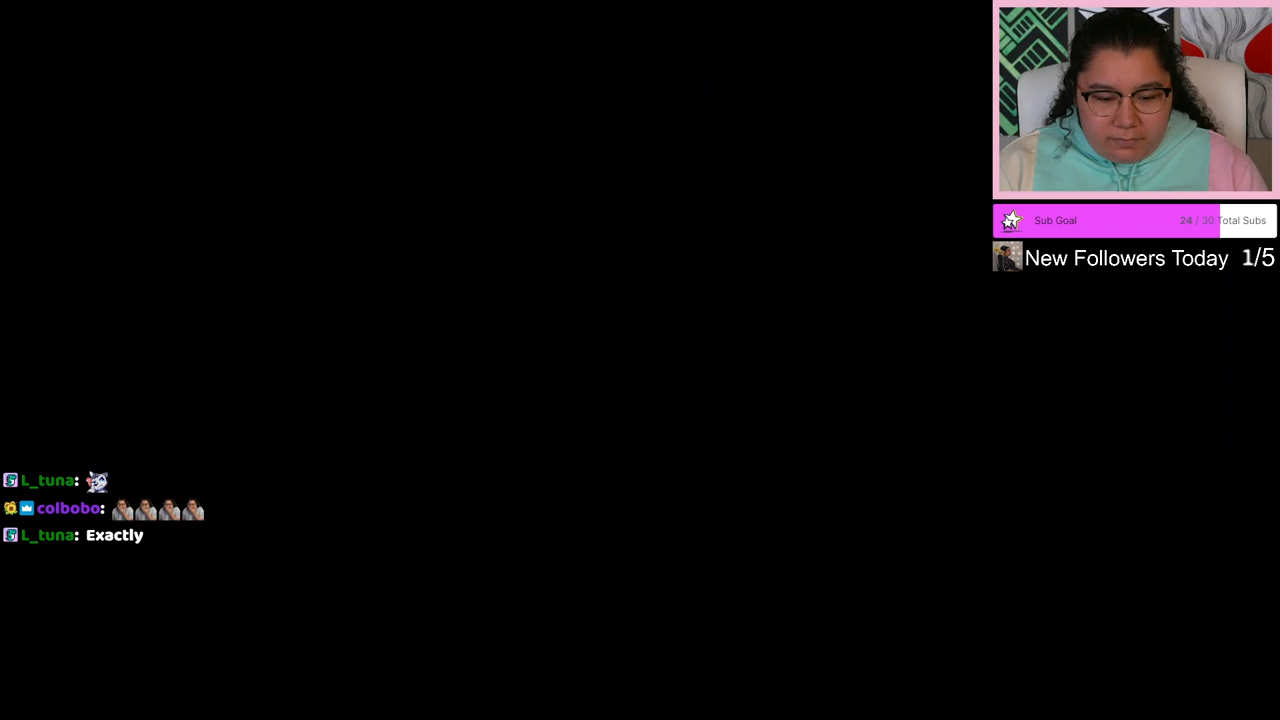 Sub Goal 24 / 30 Total Subs
New Followers Today 1/5
L_tuna:
colbobo:
L_tuna: Exactly